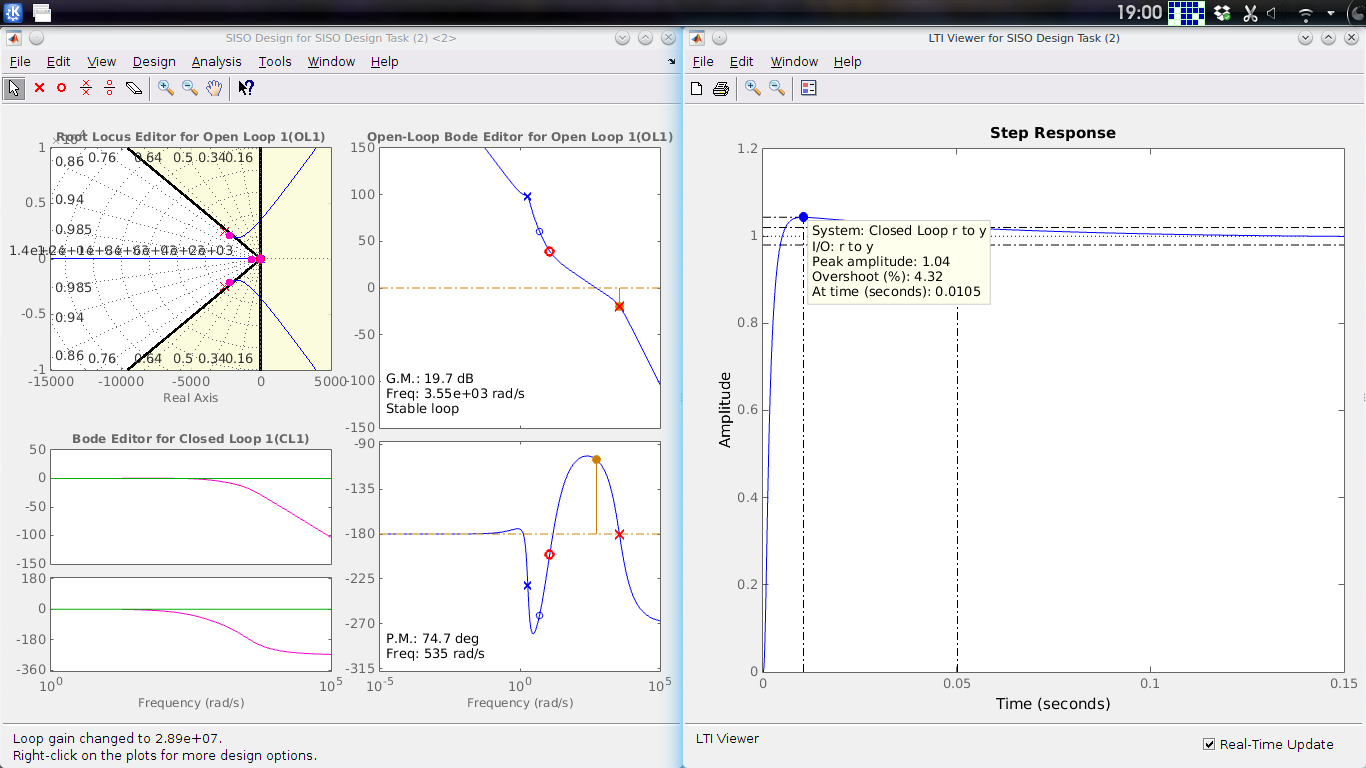 19:00
SISO Design for SISO Design Task (2) <2>
File Edit View Design Analysis Tools Window Help
Root Locus Editor for Open Loop 1(OL1)
1
0.5
0
-0.5
-1
0.86 0.76 0.64 0.5 0.34 0.16
0.94
0.985
0.985
0.94
0.86 0.76 0.64 0.5 0.34 0.16
-15000 -10000 -5000 0 5000
Real Axis
Open-Loop Bode Editor for Open Loop 1(OL1)
150
100
50
0
-50
-100
-150
G.M.: 19.7 dB
Freq: 3.55e+03 rad/s
Stable loop
Bode Editor for Closed Loop 1(CL1)
50
0
-50
-100
-150
180
0
-180
-360
10^0 10^5
Frequency (rad/s)
-90
-135
-180
-225
-270
-315
P.M.: 74.7 deg
Freq: 535 rad/s
10^-5 10^0 10^5
Frequency (rad/s)
Loop gain changed to 2.89e+07.
Right-click on the plots for more design options.
LTI Viewer for SISO Design Task (2)
File Edit Window Help
Step Response
1.2
1
0.8
0.6
0.4
0.2
0
Amplitude
System: Closed Loop r to y
I/O: r to y
Peak amplitude: 1.04
Overshoot (%): 4.32
At time (seconds): 0.0105
0 0.05 0.1 0.15
Time (seconds)
LTI Viewer
Real-Time Update